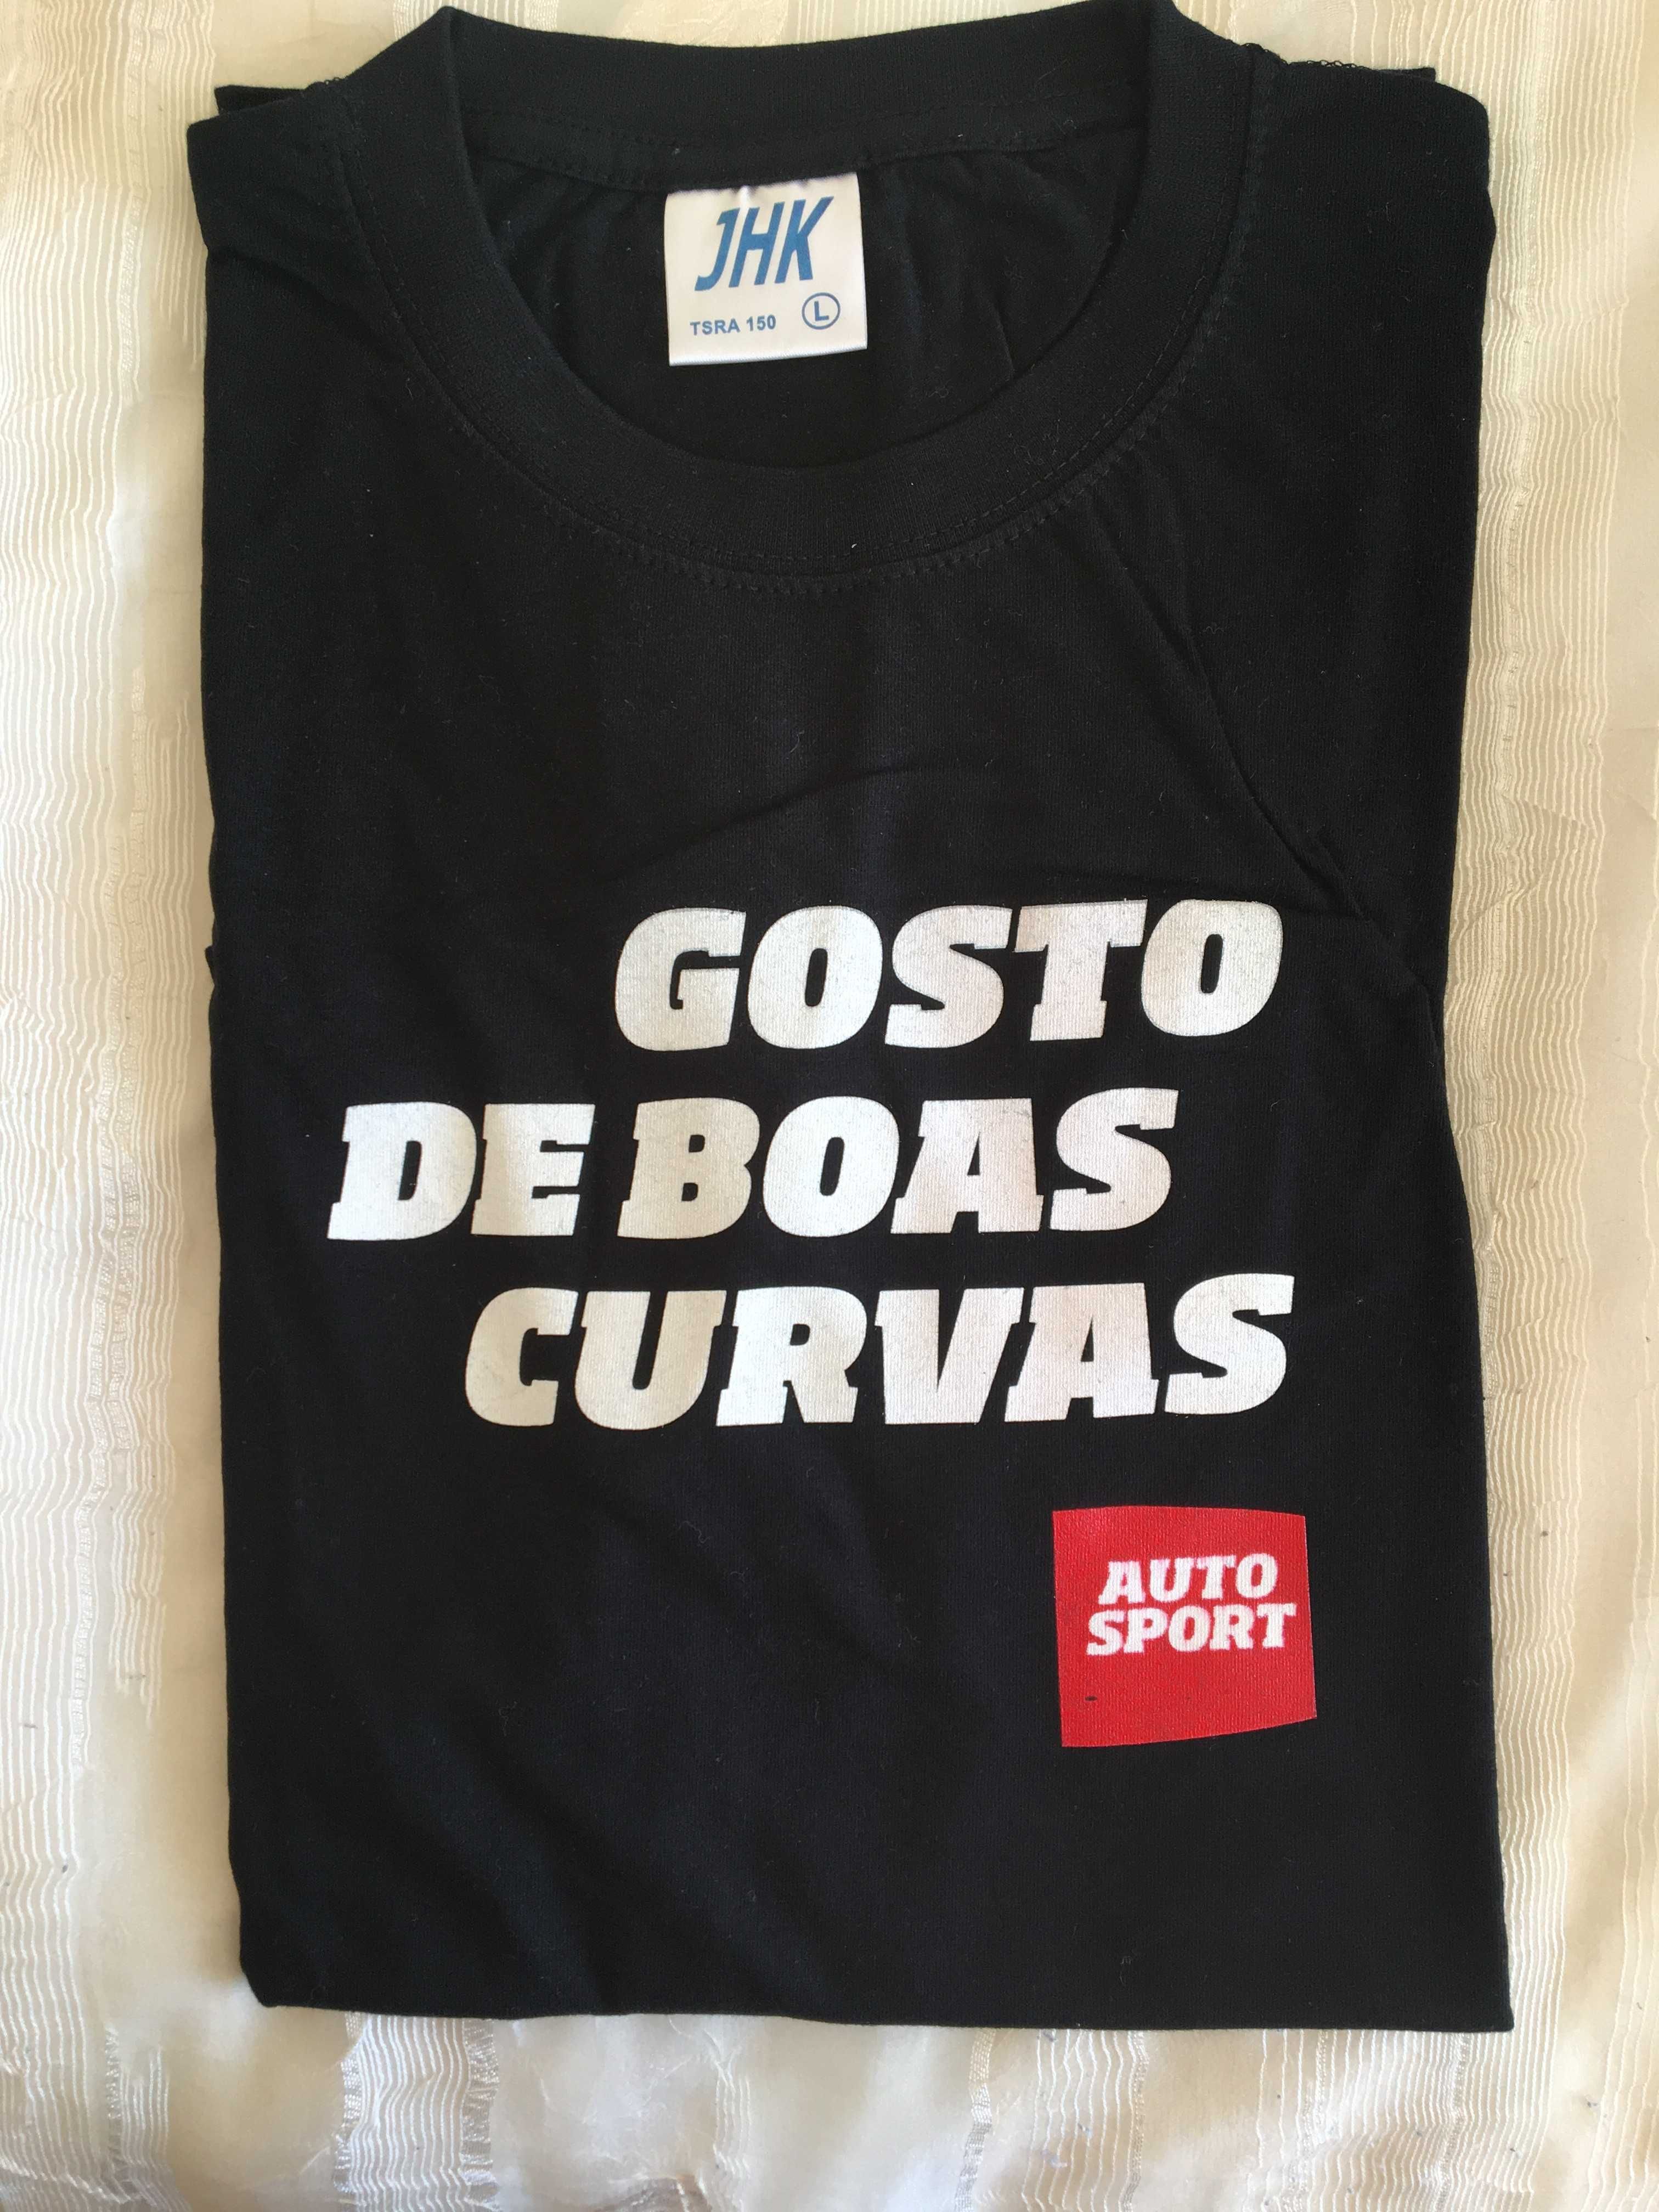 JHK
TSRA 150 L
GOSTO
DE BOAS
CURVAS
AUTO
SPORT